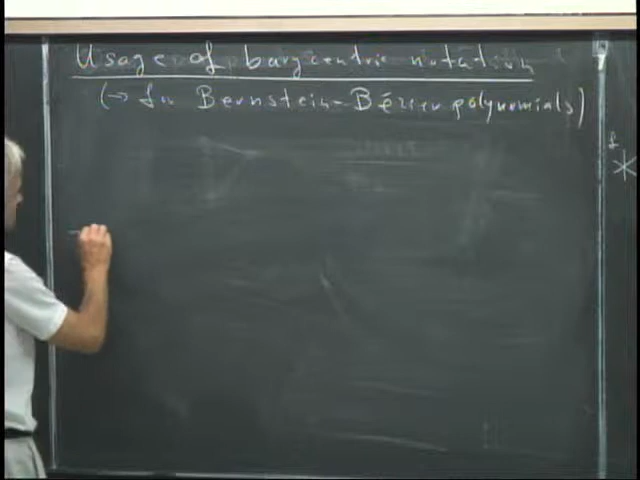 Usage of barycentric notation
(→ for Bernstein-Bézier polynomials)